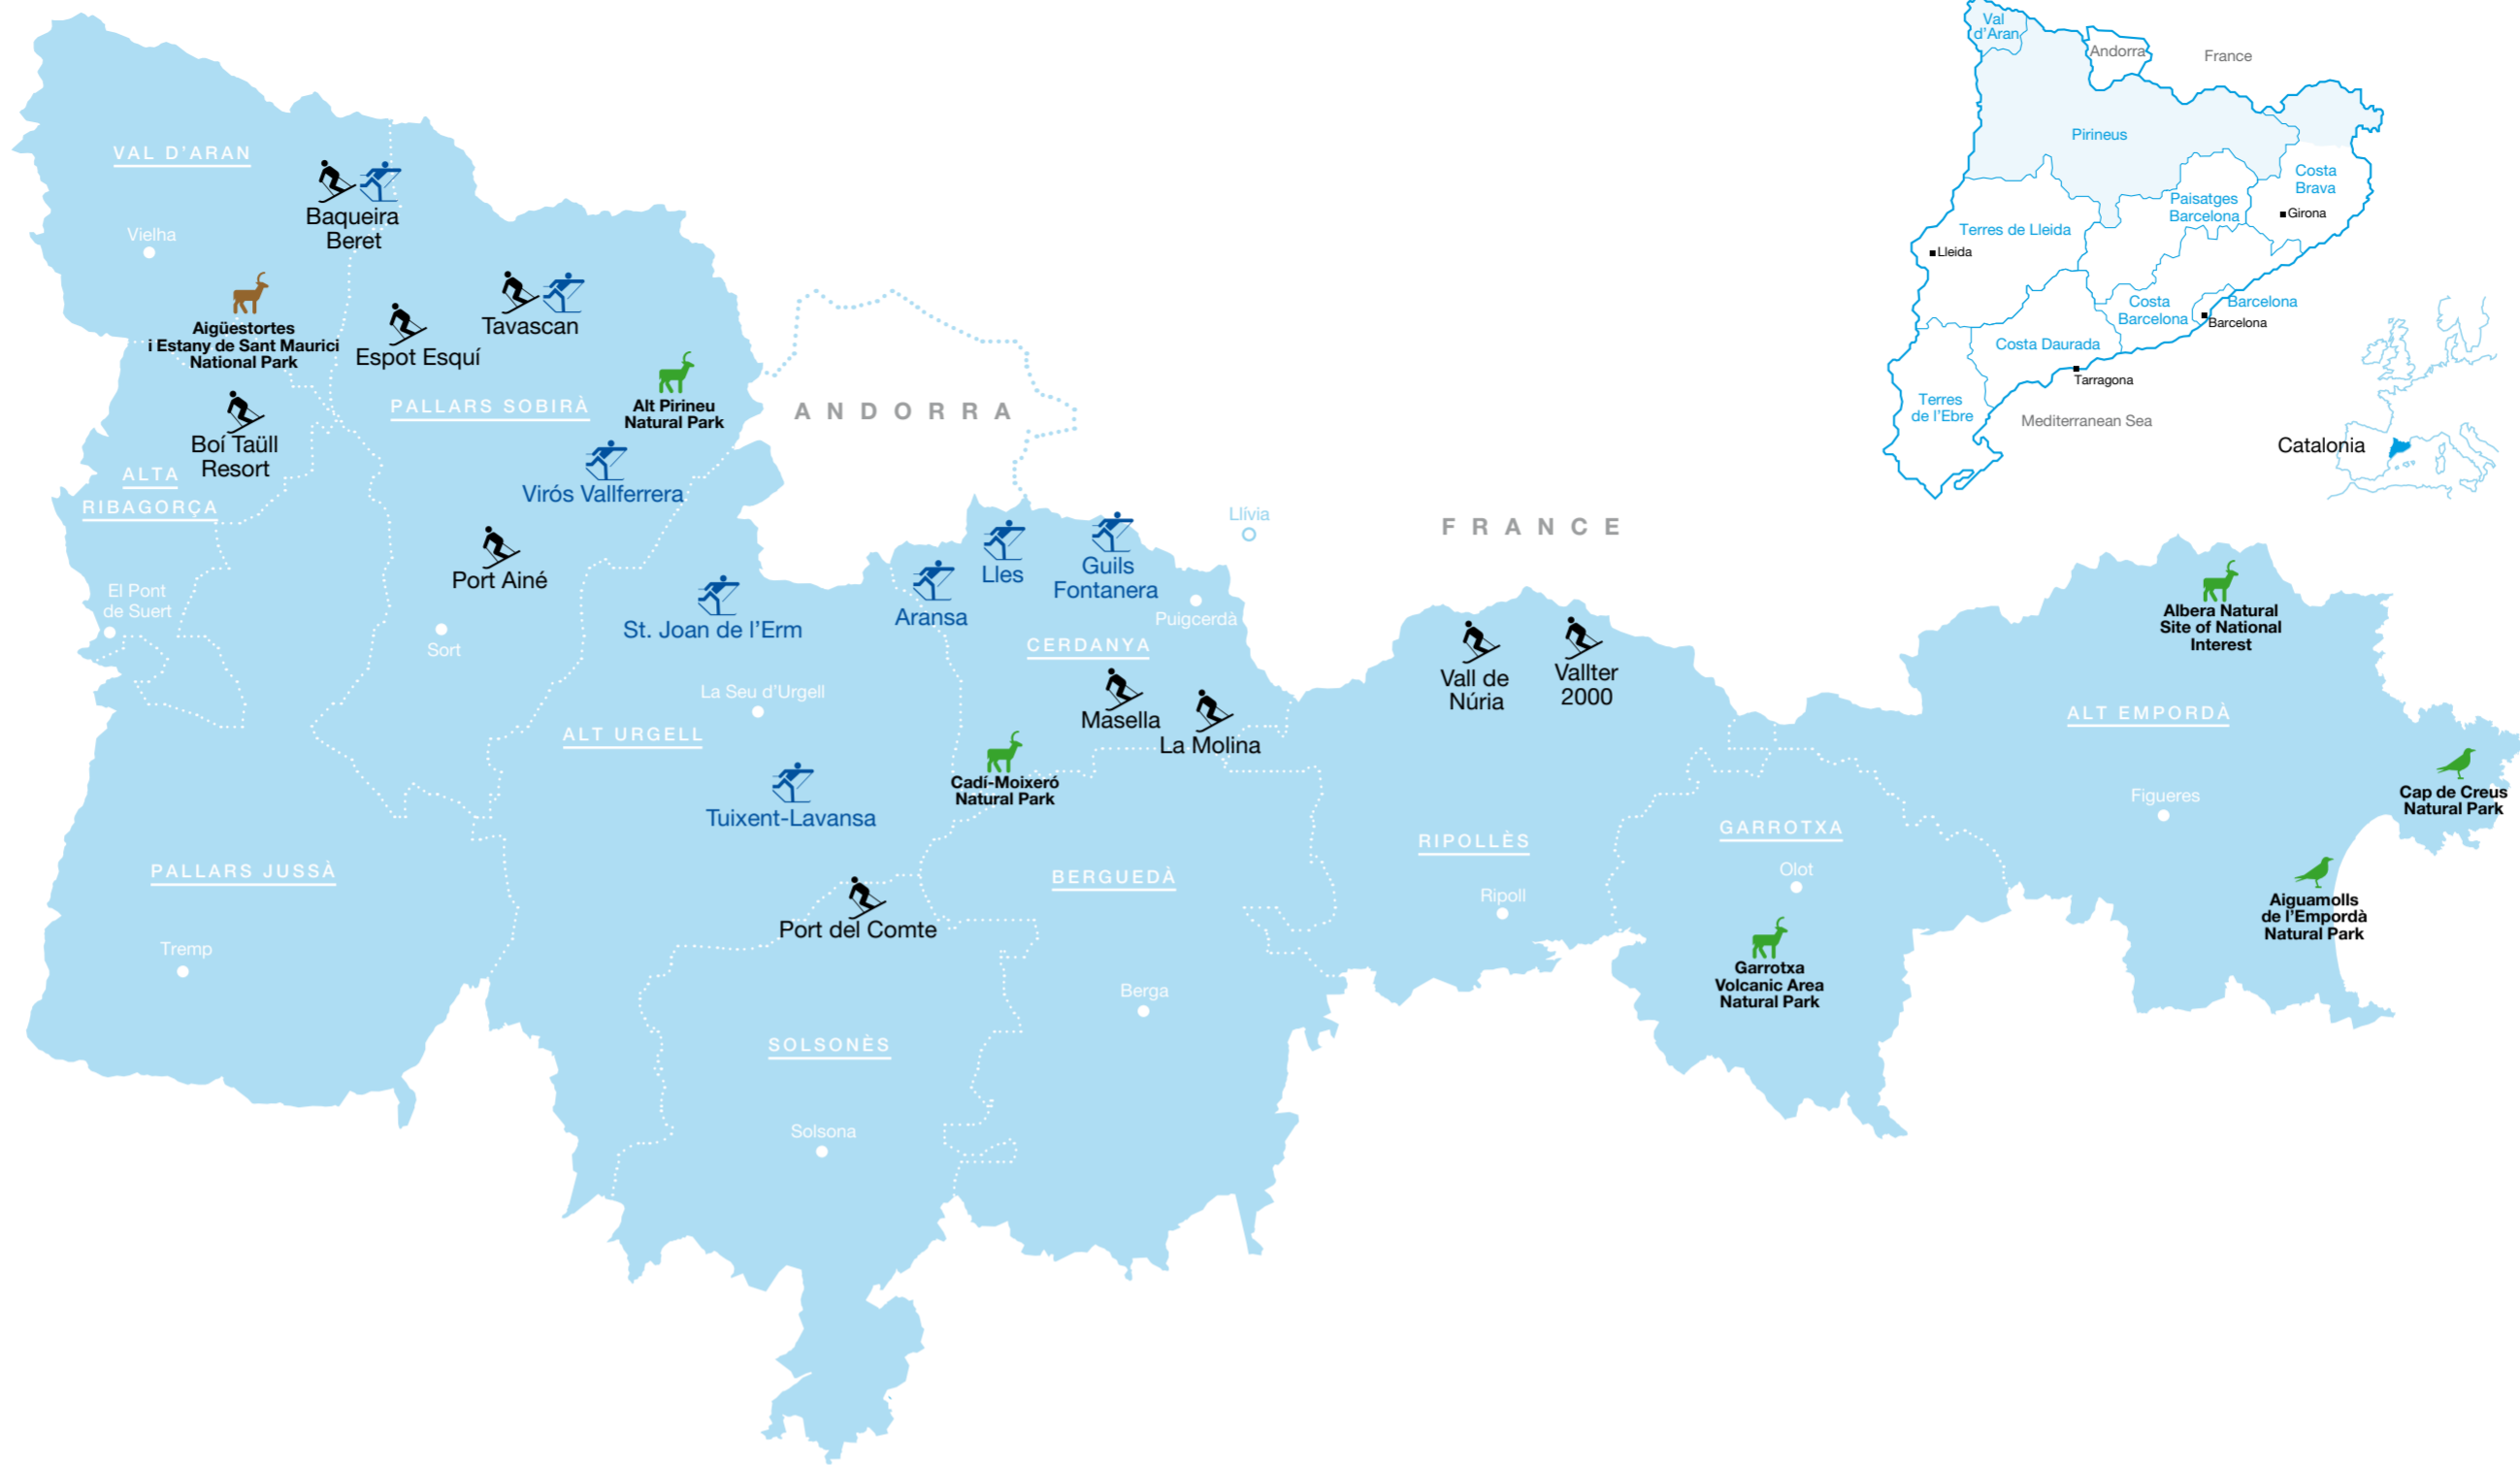 VAL D'ARAN
Vielha
Baqueira
Beret
Aigüestortes
i Estany de Sant Maurici
National Park
Espot Esquí
Tavascan
Boí Taüll
Resort
PALLARS SOBIRÀ
Alt Pirineu
Natural Park
ALTA
RIBAGORÇA
Virós Vallferrera
El Pont
de Suert
Port Ainé
Sort
ANDORRA
St. Joan de l'Erm
La Seu d'Urgell
ALT URGELL
Tuixent-Lavansa
Aransa
Lles
Guils
Fontanera
Llívia
Puigcerdà
CERDANYA
Masella
La Molina
Cadí-Moixeró
Natural Park
PALLARS JUSSÀ
Tremp
Port del Comte
BERGUEDÀ
Berga
SOLSONÈS
Solsona
FRANCE
Vall de
Núria
Vallter
2000
RIPOLLÈS
Ripoll
GARROTXA
Olot
Garrotxa
Volcanic Area
Natural Park
Albera Natural
Site of National
Interest
ALT EMPORDÀ
Figueres
Cap de Creus
Natural Park
Aiguamolls
de l'Empordà
Natural Park
Val
d'Aran
Andorra
France
Pirineus
Costa
Brava
Paisatges
Barcelona
Girona
Terres de Lleida
Lleida
Costa
Barcelona
Barcelona
Barcelona
Costa Daurada
Tarragona
Terres
de l'Ebre
Mediterranean Sea
Catalonia